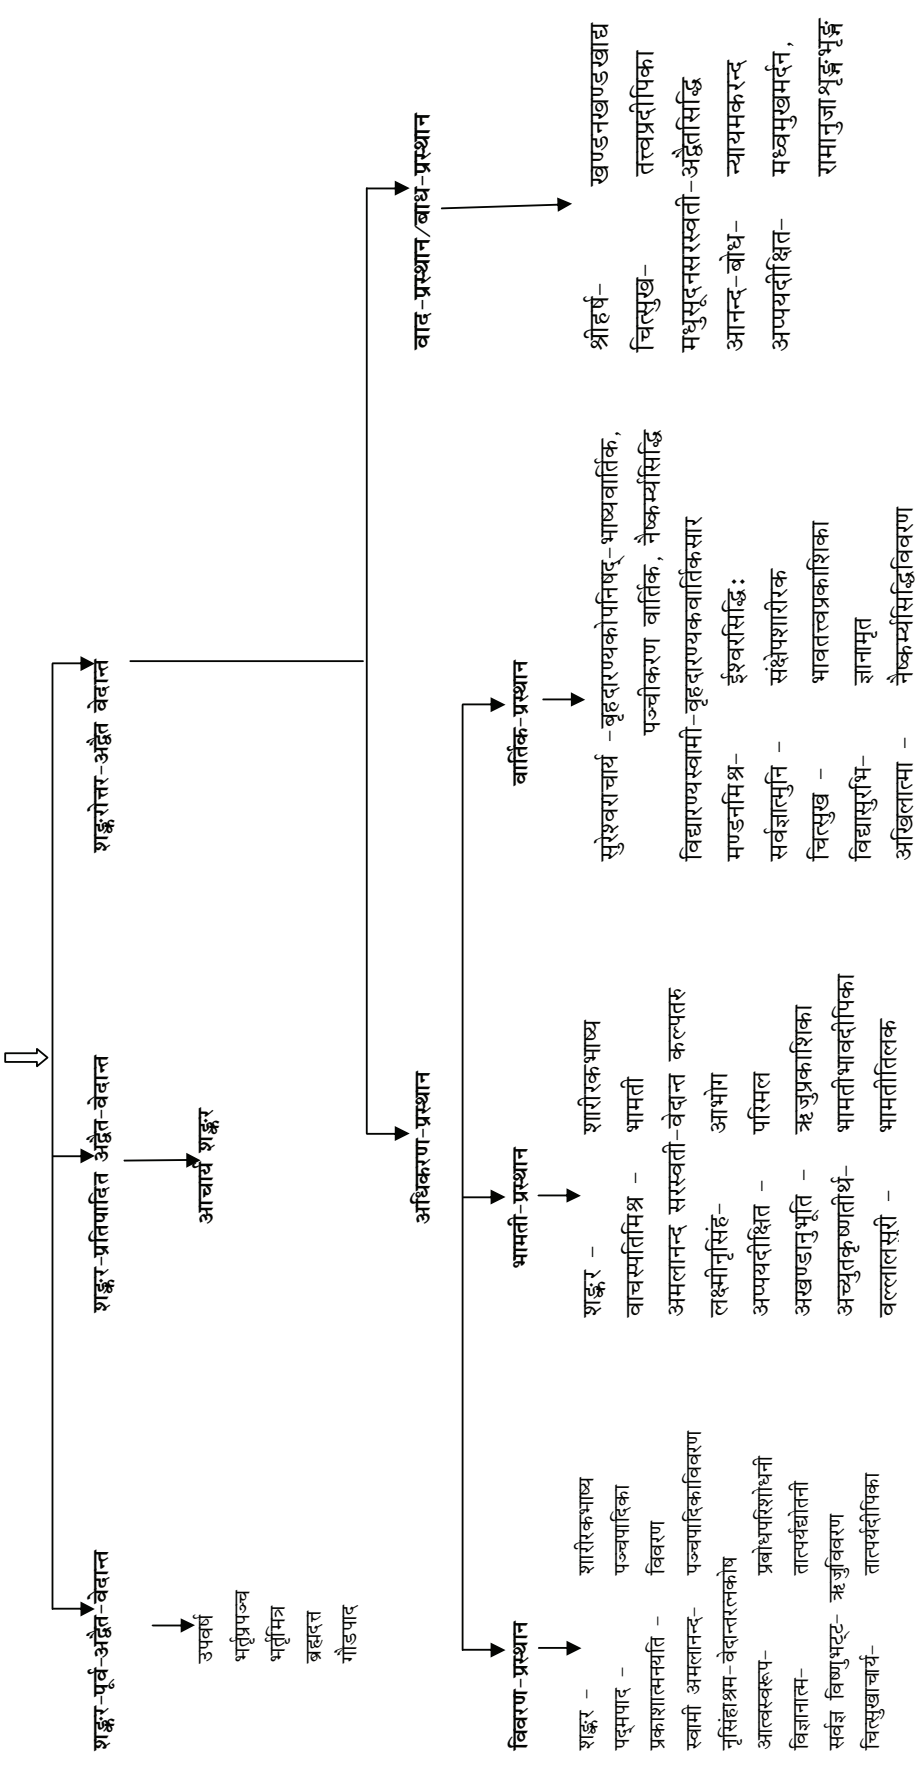 शङ्कर-पूर्व-अद्वैत-वेदान्त
शङ्कर-प्रतिपादित अद्वैत-वेदान्त
शङ्करोत्तर-अद्वैत वेदान्त
उपवर्ष
भर्तृप्रपञ्च
भर्तृमित्र
ब्रह्मदत्त
गौडपाद
आचार्य शङ्कर
अधिकरण-प्रस्थान
वाद-प्रस्थान/बाध-प्रस्थान
विवरण-प्रस्थान
शङ्कर - शारीरकभाष्य
पद्मपाद - पञ्चपादिका
प्रकाशात्मनयति - विवरण
स्वामी अमलानन्द- पञ्चपादिकाविवरण
नृसिंहाश्रम-वेदान्तरत्नकोष
आत्वस्वरूप- प्रबोधपरिशोधनी
विज्ञानात्म- तात्पर्यद्योतनी
सर्वज्ञ विष्णुभट्ट- ऋजुविवरण
चित्सुखाचार्य- तात्पर्यदीपिका
भामती-प्रस्थान
शङ्कर - शारीरकभाष्य
वाचस्पतिमिश्र - भामती
अमलानन्द सरस्वती-वेदान्त कल्पतरु
लक्ष्मीनृसिंह- आभोग
अप्पयदीक्षित - परिमल
अखण्डानुभूति - ऋजुप्रकाशिका
अच्युतकृष्णतीर्थ- भामतीभावदीपिका
वल्लालसूरी - भामतीतिलक
वार्तिक-प्रस्थान
सुरेश्वराचार्य -बृहदारण्यकोपनिषद्-भाष्यवार्तिक,
पञ्चीकरण वार्तिक, नैष्कर्म्यसिद्धि
विद्यारण्यस्वामी-वृहदारण्यकवार्तिकसार
मण्डनमिश्र- ईश्वरसिद्धि:
सर्वज्ञात्मुनि - संक्षेपशारीरक
चित्सुख - भावतत्त्वप्रकाशिका
विद्यासुरभि- ज्ञानामृत
अखिलात्मा - नैष्कर्म्यसिद्धिविवरण
श्रीहर्ष- खण्डनखण्डखाद्य
चित्सुख- तत्त्वप्रदीपिका
मधुसूदनसरस्वती-अद्वैतसिद्धि
आनन्द-बोध- न्यायमकरन्द
अप्पयदीक्षित- मध्वमुखमर्दन,
रामानुजाश्रृङ्गभृङ्ग